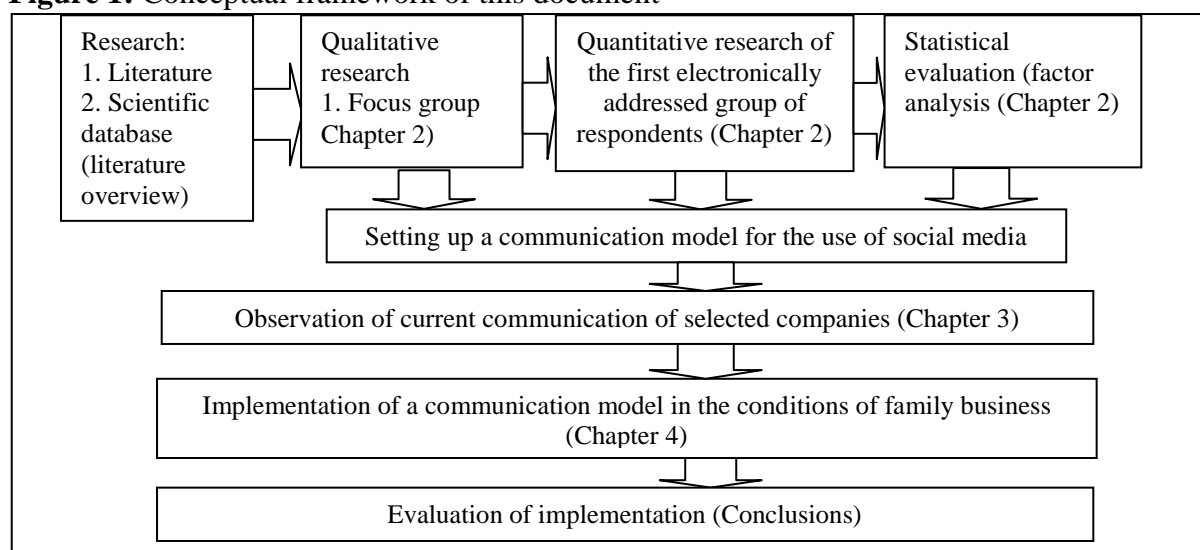 Figure 1. Conceptual framework of this document
Research:
1. Literature
2. Scientific
database
(literature
overview)
Qualitative
research
1. Focus group
Chapter 2)
Quantitative research of
the first electronically
addressed group of
respondents (Chapter 2)
Statistical
evaluation (factor
analysis (Chapter 2)
Setting up a communication model for the use of social media
Observation of current communication of selected companies (Chapter 3)
Implementation of a communication model in the conditions of family business
(Chapter 4)
Evaluation of implementation (Conclusions)